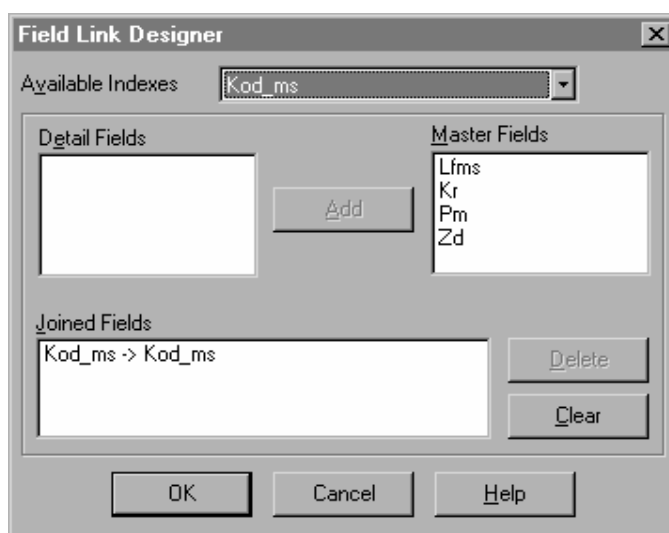 Field Link Designer
Available Indexes Kod_ms
Detail Fields Master Fields
Lfms
Kr
Add Pm
Zd
Joined Fields
Kod_ms -> Kod_ms
Delete
Clear
OK Cancel Help